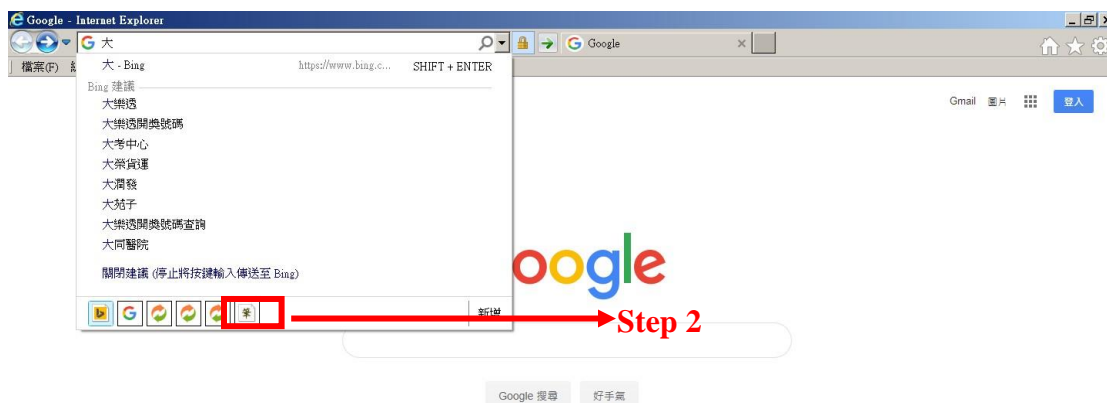 Google - Internet Explorer
大
Google
檔案(F)
大 - Bing https://www.bing.c... SHIFT + ENTER
Bing 建議
大樂透
大樂透開獎號碼
大考中心
大榮貨運
大潤發
大苑子
大樂透開獎號碼查詢
大同醫院
關閉建議 (停止將按鍵輸入傳送至 Bing)
新增
Gmail 圖片 登入
oogle
Step 2
Google 搜尋 好手氣